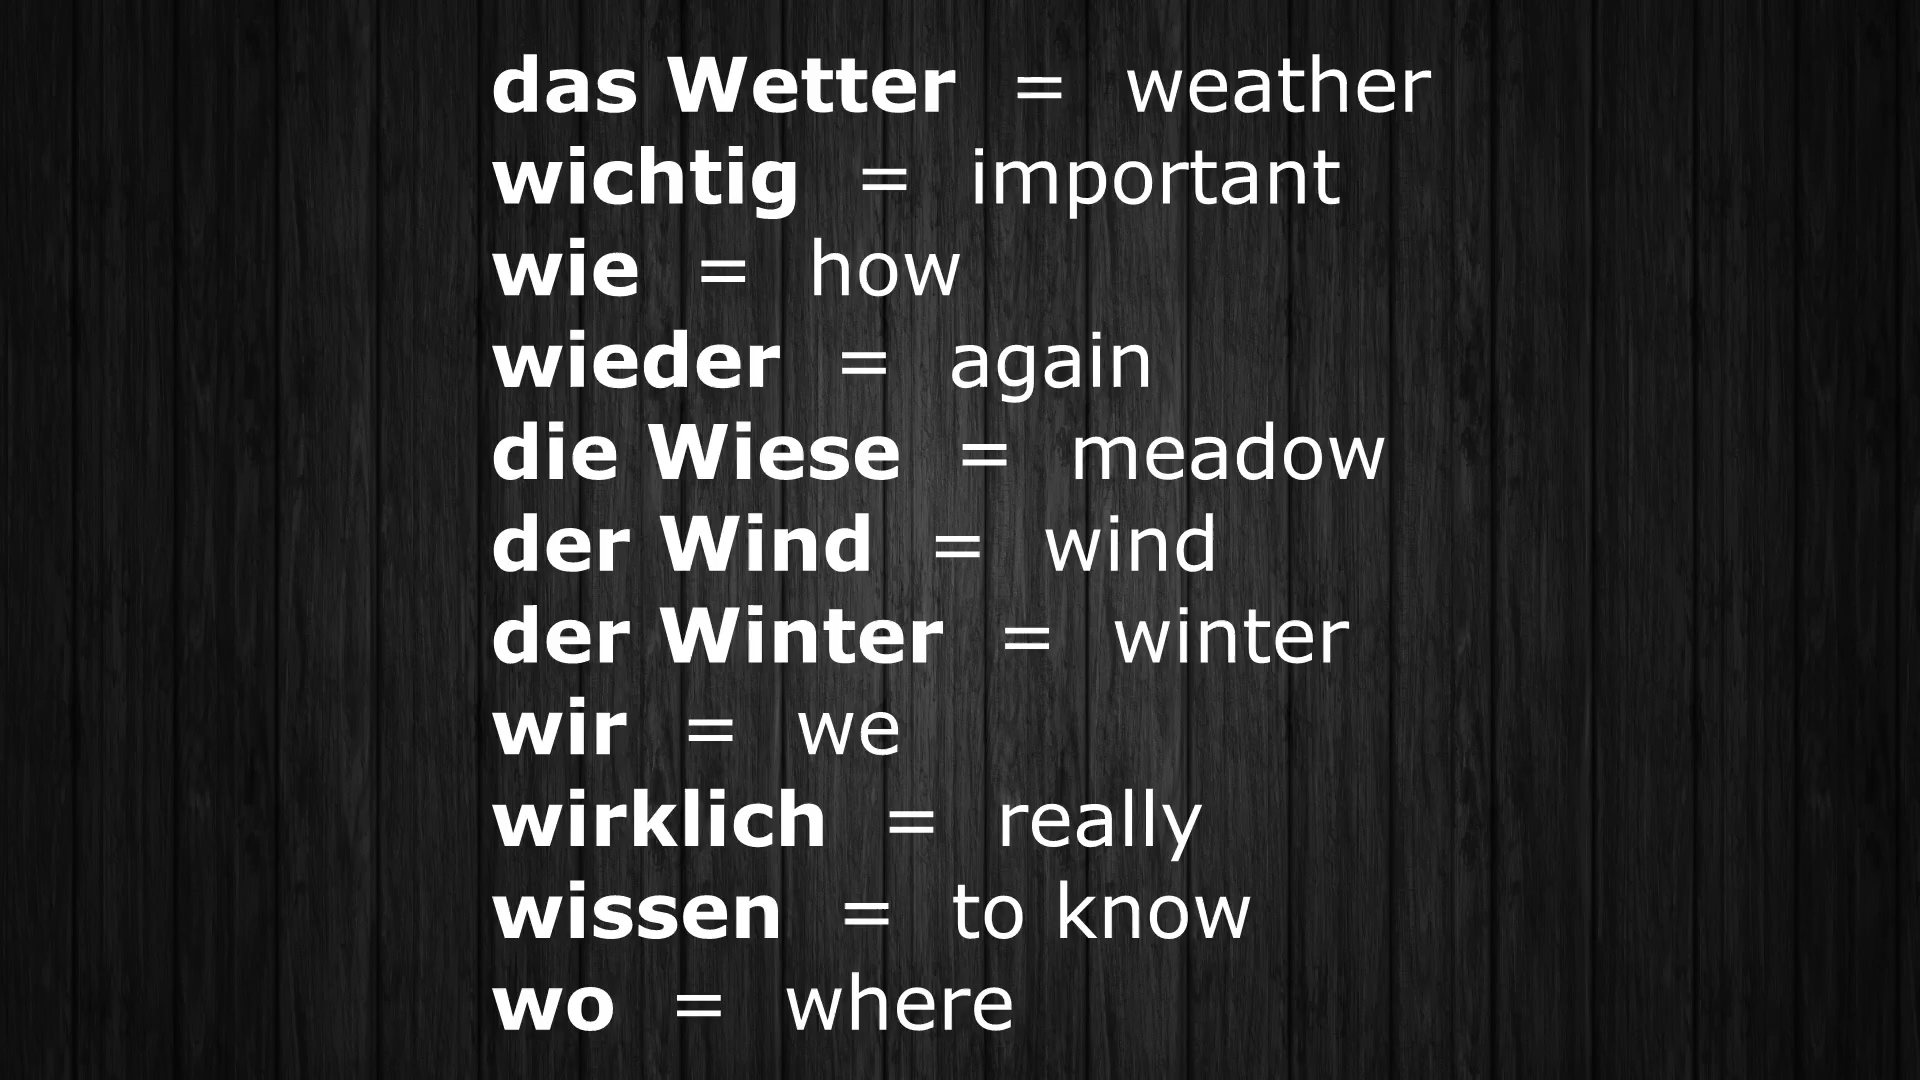 das Wetter = weather
wichtig = important
wie = how
wieder = again
die Wiese = meadow
der Wind = wind
der Winter = winter
wir = we
wirklich = really
wissen = to know
wo = where